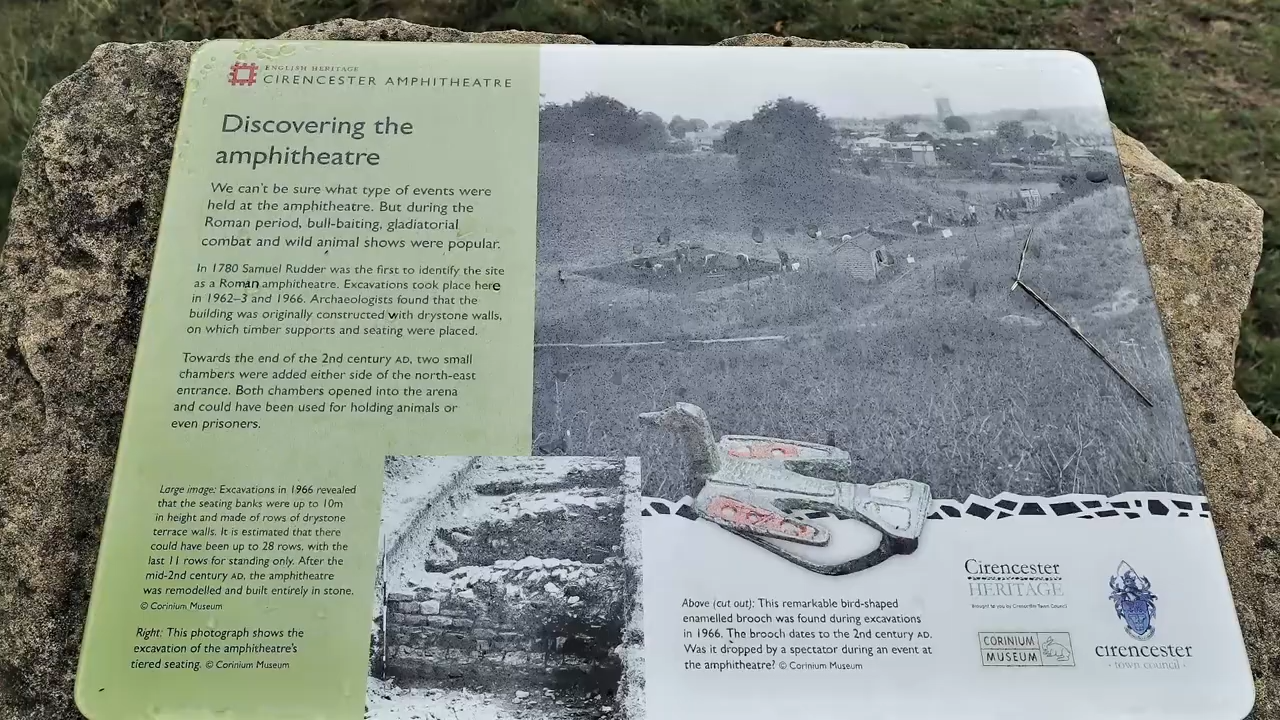 ENGLISH HERITAGE
CIRENCESTER AMPHITHEATRE
Discovering the
amphitheatre
We can't be sure what type of events were
held at the amphitheatre. But during the
Roman period, bull-baiting, gladiatorial
combat and wild animal shows were popular.
In 1780 Samuel Rudder was the first to identify the site
as a Roman amphitheatre. Excavations took place here
in 1962–3 and 1966. Archaeologists found that the
building was originally constructed with drystone walls,
on which timber supports and seating were placed.
Towards the end of the 2nd century AD, two small
chambers were added either side of the north-east
entrance. Both chambers opened into the arena
and could have been used for holding animals or
even prisoners.
Large image: Excavations in 1966 revealed
that the seating banks were up to 10m
in height and made of rows of drystone
terrace walls. It is estimated that there
could have been up to 28 rows, with the
last 11 rows for standing only. After the
mid-2nd century AD, the amphitheatre
was remodelled and built entirely in stone.
© Corinium Museum
Right: This photograph shows the
excavation of the amphitheatre's
tiered seating. © Corinium Museum
Above (cut out): This remarkable bird-shaped
enamelled brooch was found during excavations
in 1966. The brooch dates to the 2nd century AD.
Was it dropped by a spectator during an event at
the amphitheatre? © Corinium Museum
Cirencester
HERITAGE
Brought to you by Cirencester Town Council
CORINIUM
MUSEUM
cirencester
· town council ·